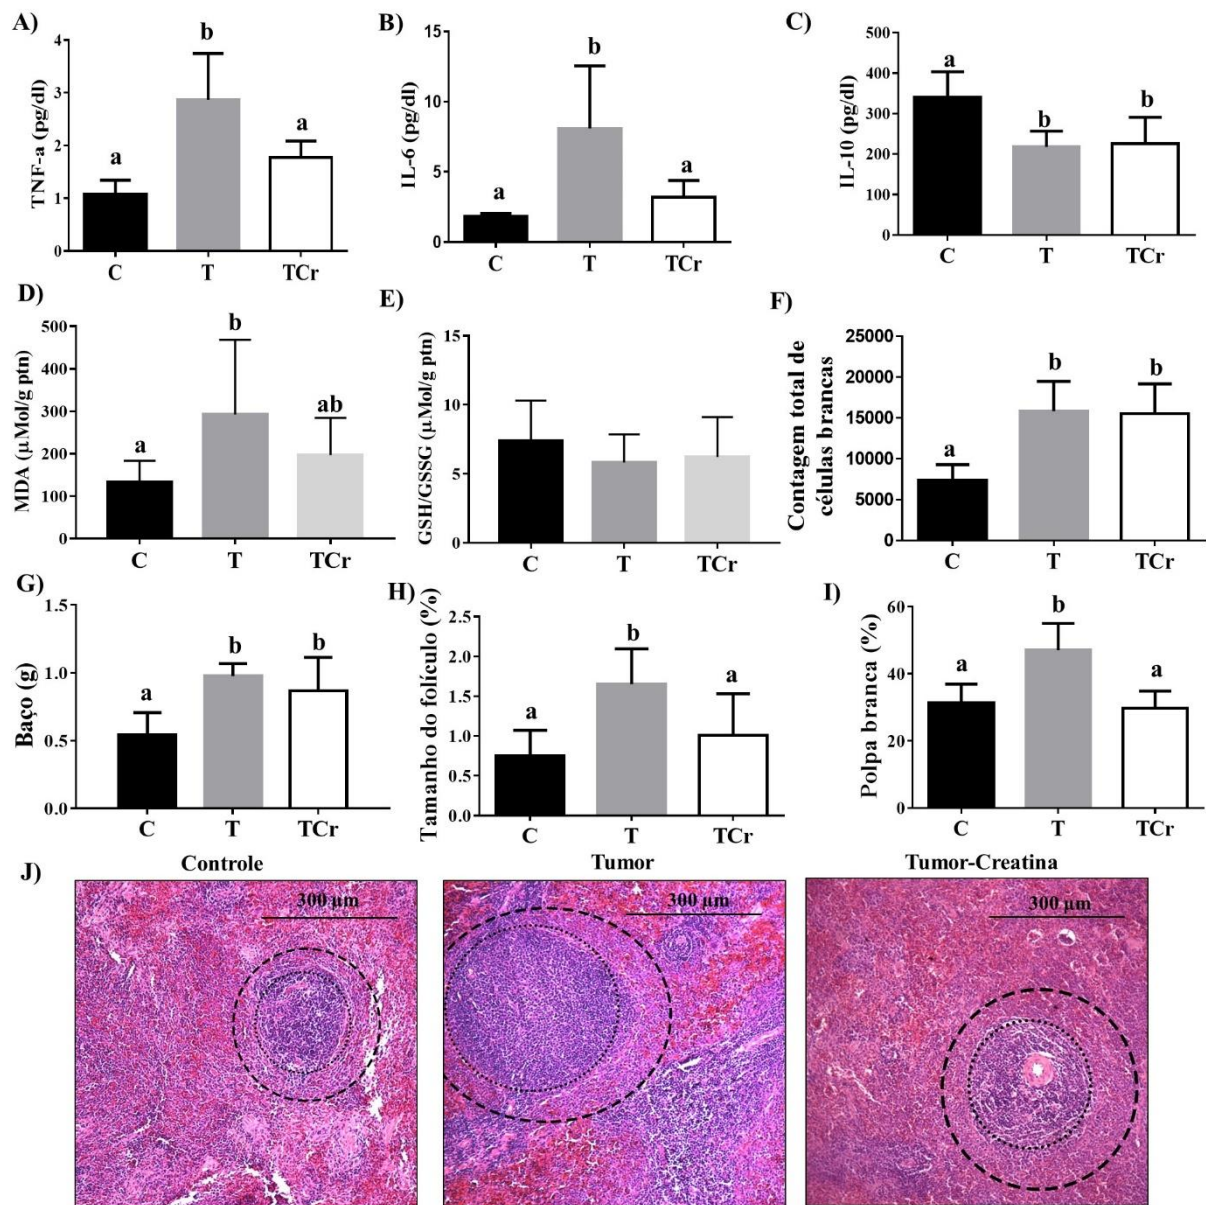 A)
TNF-a (pg/dl)
4
3
2
1
0
a
b
a
C
T
TCr
B)
IL-6 (pg/dl)
15
10
5
0
a
b
a
C
T
TCr
C)
IL-10 (pg/dl)
500
400
300
200
100
0
a
b
b
C
T
TCr
D)
MDA (µMol/g ptn)
500
400
300
200
100
0
a
b
ab
C
T
TCr
E)
GSH/GSSG (µMol/g ptn)
15
10
5
0
C
T
TCr
F)
Contagem total de
células brancas
25000
20000
15000
10000
5000
0
a
b
b
C
T
TCr
G)
Baço (g)
1.5
1.0
0.5
0.0
a
b
b
C
T
TCr
H)
Tamanho do folículo (%)
2.5
2.0
1.5
1.0
0.5
0.0
a
b
a
C
T
TCr
I)
Polpa branca (%)
60
40
20
0
a
b
a
C
T
TCr
J)
Controle
300 µm
Tumor
300 µm
Tumor-Creatina
300 µm